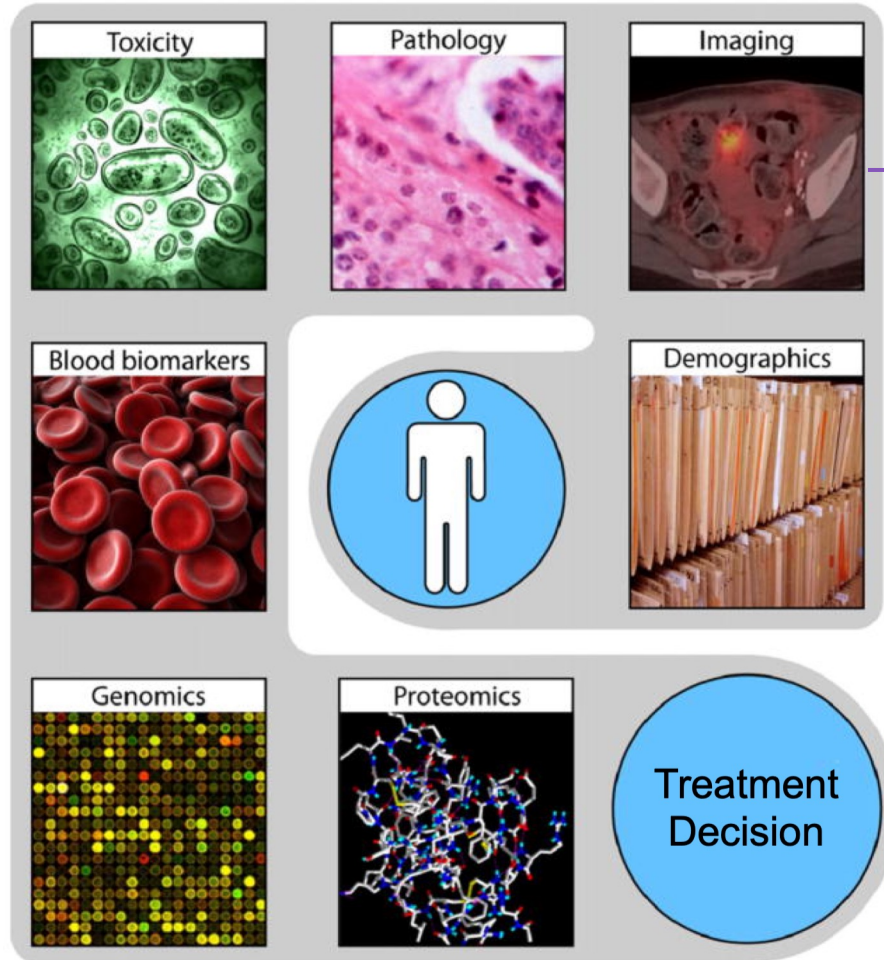 Toxicity
Pathology
Imaging
Blood biomarkers
Demographics
Genomics
Proteomics
Treatment
Decision